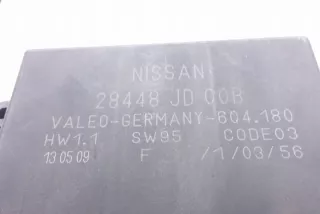 NISSAN
28448 JD 00B
VALEO-GERMANY-604.180
HW1.1 SW95 CODE03
13.05.09 F /1/03/56